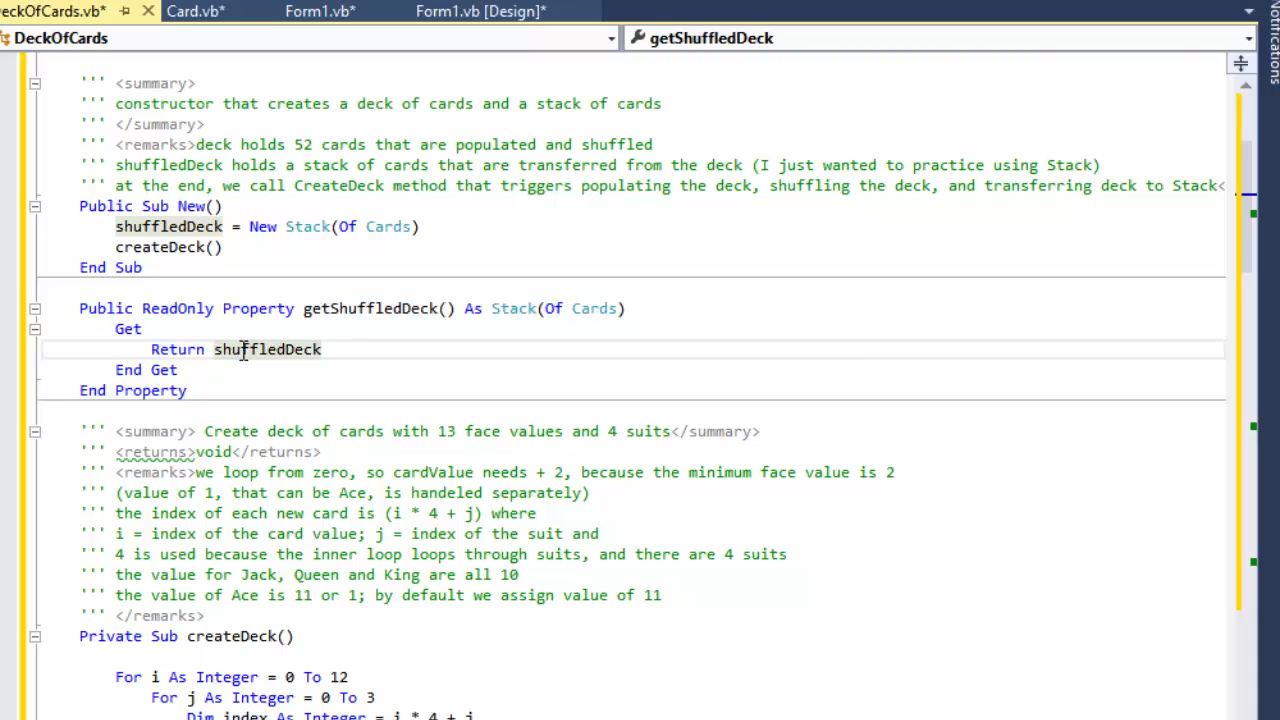 eckOfCards.vb* Card.vb* Form1.vb* Form1.vb [Design]*
DeckOfCards getShuffledDeck
Notifications
''' <summary>
''' constructor that creates a deck of cards and a stack of cards
''' </summary>
''' <remarks>deck holds 52 cards that are populated and shuffled
''' shuffledDeck holds a stack of cards that are transferred from the deck (I just wanted to practice using Stack)
''' at the end, we call CreateDeck method that triggers populating the deck, shuffling the deck, and transferring deck to Stack<
Public Sub New()
shuffledDeck = New Stack(Of Cards)
createDeck()
End Sub
Public ReadOnly Property getShuffledDeck() As Stack(Of Cards)
Get
Return shuffledDeck
End Get
End Property
''' <summary> Create deck of cards with 13 face values and 4 suits</summary>
''' <returns>void</returns>
''' <remarks>we loop from zero, so cardValue needs + 2, because the minimum face value is 2
''' (value of 1, that can be Ace, is handeled separately)
''' the index of each new card is (i * 4 + j) where
''' i = index of the card value; j = index of the suit and
''' 4 is used because the inner loop loops through suits, and there are 4 suits
''' the value for Jack, Queen and King are all 10
''' the value of Ace is 11 or 1; by default we assign value of 11
''' </remarks>
Private Sub createDeck()
For i As Integer = 0 To 12
For j As Integer = 0 To 3
Dim index As Integer = i * 4 + j